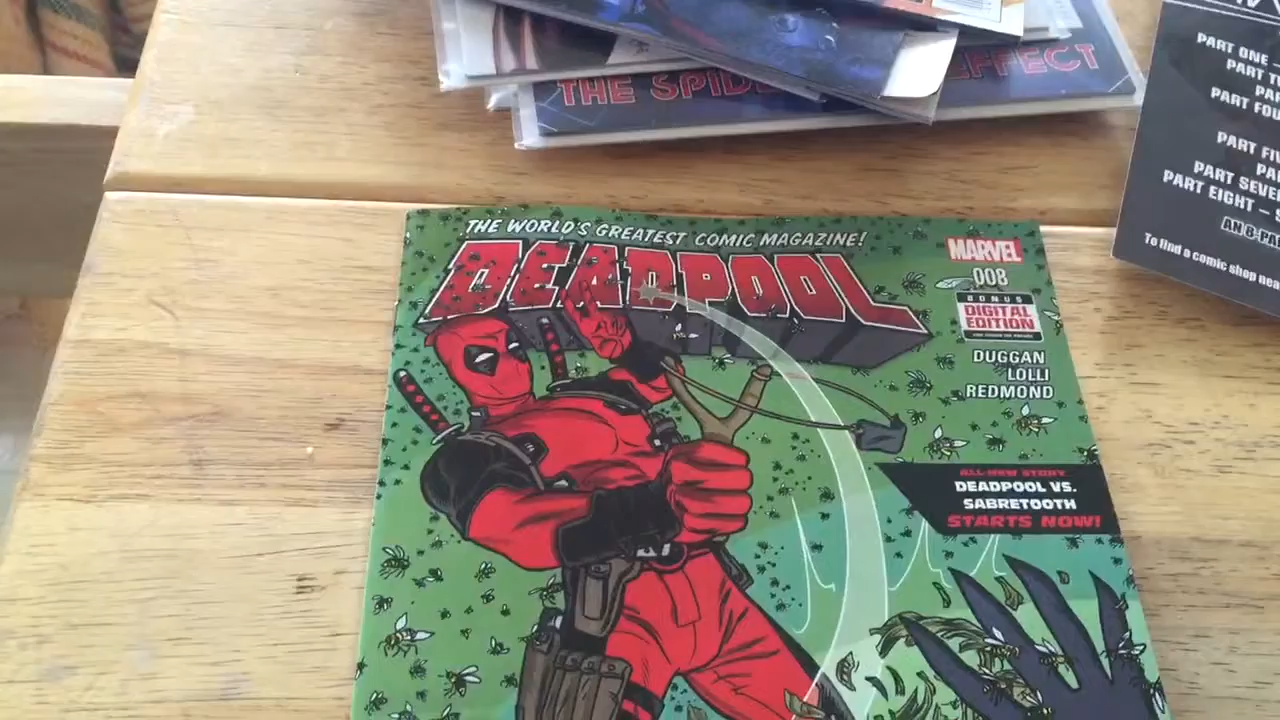 THE SPID
EFFECT
PART ONE –
PART FOU
PART FI
PART SEVE
PART EIGHT –
To find a comic shop nea
THE WORLD'S GREATEST COMIC MAGAZINE!
DEADPOOL
MARVEL
008
BONUS
DIGITAL
EDITION
DUGGAN
LOLLI
REDMOND
ALL-NEW STORY
DEADPOOL VS.
SABRETOOTH
STARTS NOW!